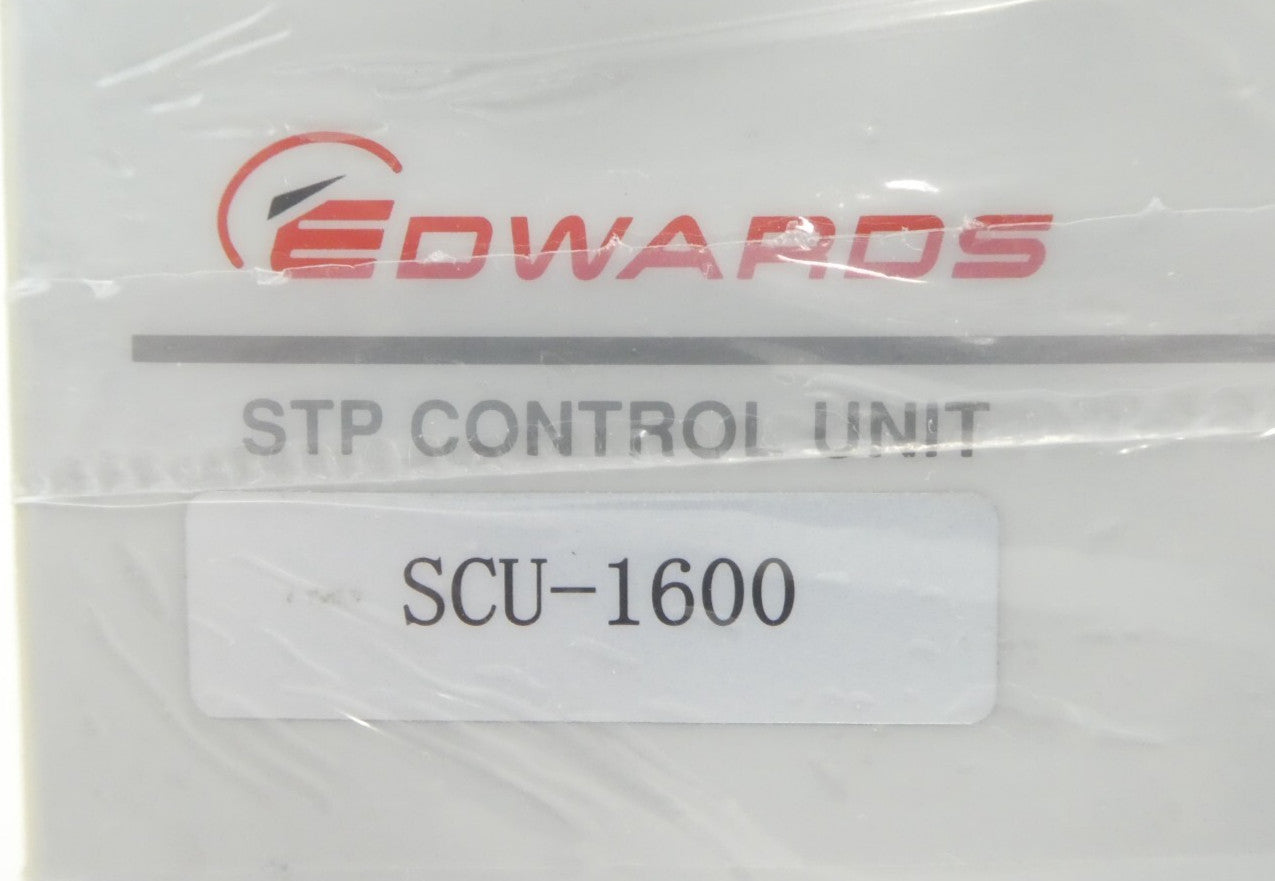 EDWARDS
STP CONTROL UNIT
SCU-1600